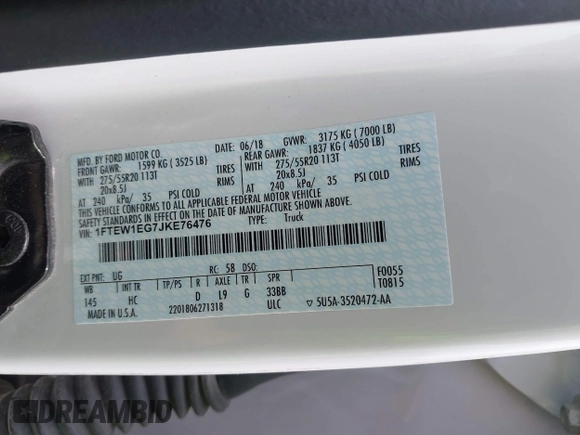 MFD. BY FORD MOTOR CO. DATE: 06/18 GVWR: 3175 KG ( 7000 LB)
FRONT GAWR: 1599 KG ( 3525 LB) REAR GAWR: 1837 KG ( 4050 LB)
WITH 275/55R20 113T TIRES WITH 275/55R20 113T TIRES
20x8.5J RIMS 20x8.5J RIMS
AT 240 kPa/ 35 PSI COLD AT 240 kPa/ 35 PSI COLD
THIS VEHICLE CONFORMS TO ALL APPLICABLE FEDERAL MOTOR VEHICLE
SAFETY STANDARDS IN EFFECT ON THE DATE OF MANUFACTURE SHOWN ABOVE.
VIN: 1FTEW1EG7JKE76476 TYPE: Truck
EXT PNT: UG RC: 58 DSO: F0055
WB TP/PS R AXLE TR SPR T0815
145 HC D L9 G 33BB
MADE IN U.S.A. 2201806271318 ULC 5U5A-3520472-AA
DREAMBID